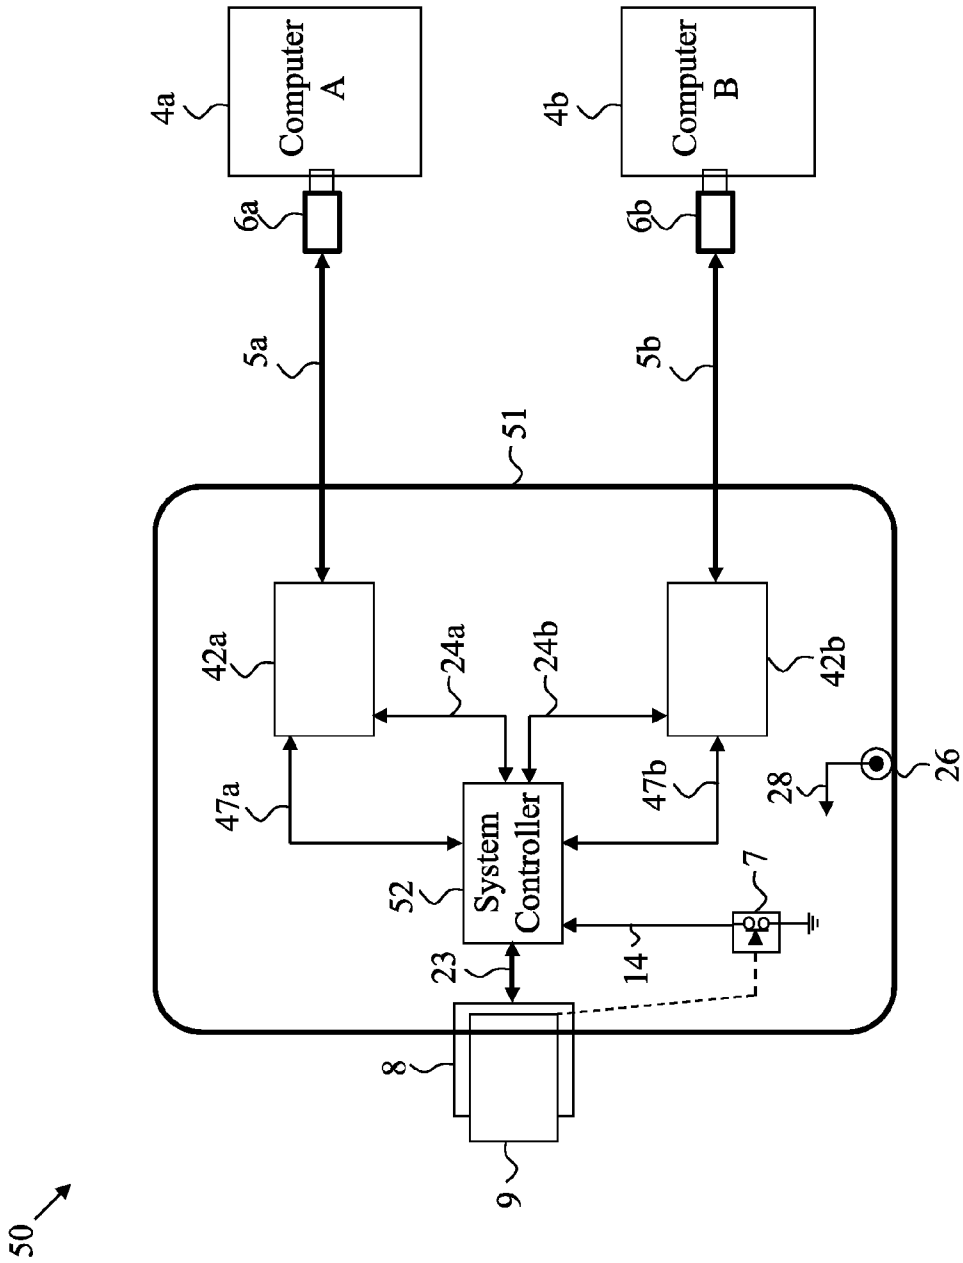 50
4a
Computer
A
6a
5a
4b
Computer
B
6b
5b
51
42a
24a
47a
24b
42b
47b
52
System
Controller
23
14
7
28
26
8
9